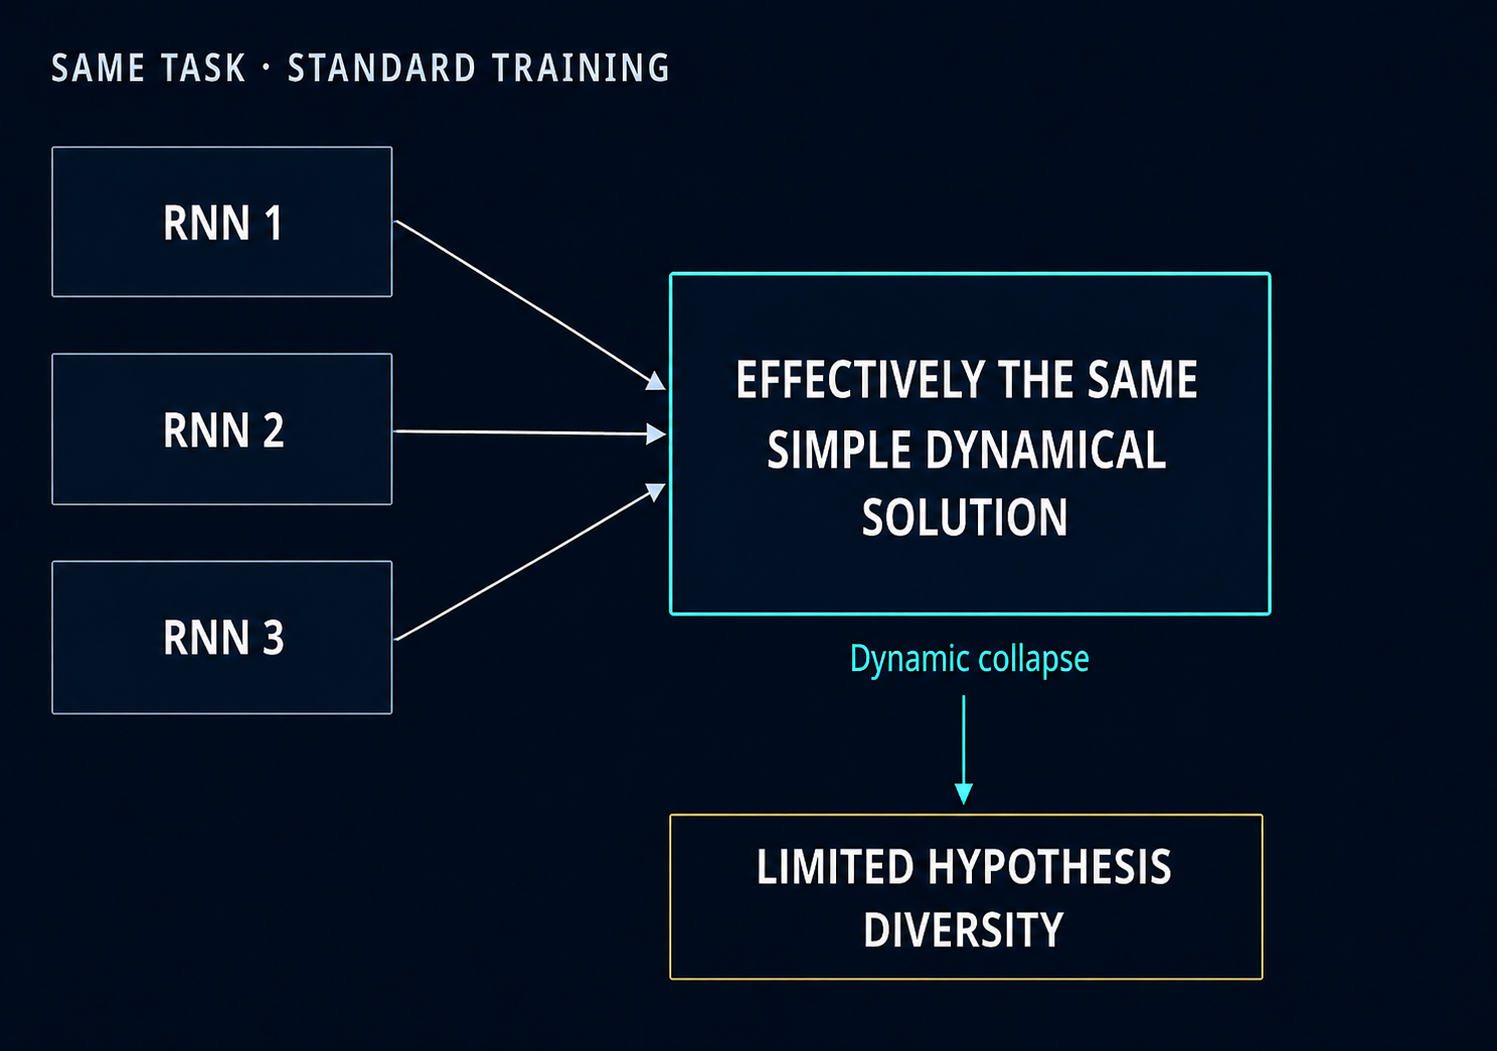 SAME TASK · STANDARD TRAINING
RNN 1
RNN 2
RNN 3
EFFECTIVELY THE SAME
SIMPLE DYNAMICAL
SOLUTION
Dynamic collapse
LIMITED HYPOTHESIS
DIVERSITY